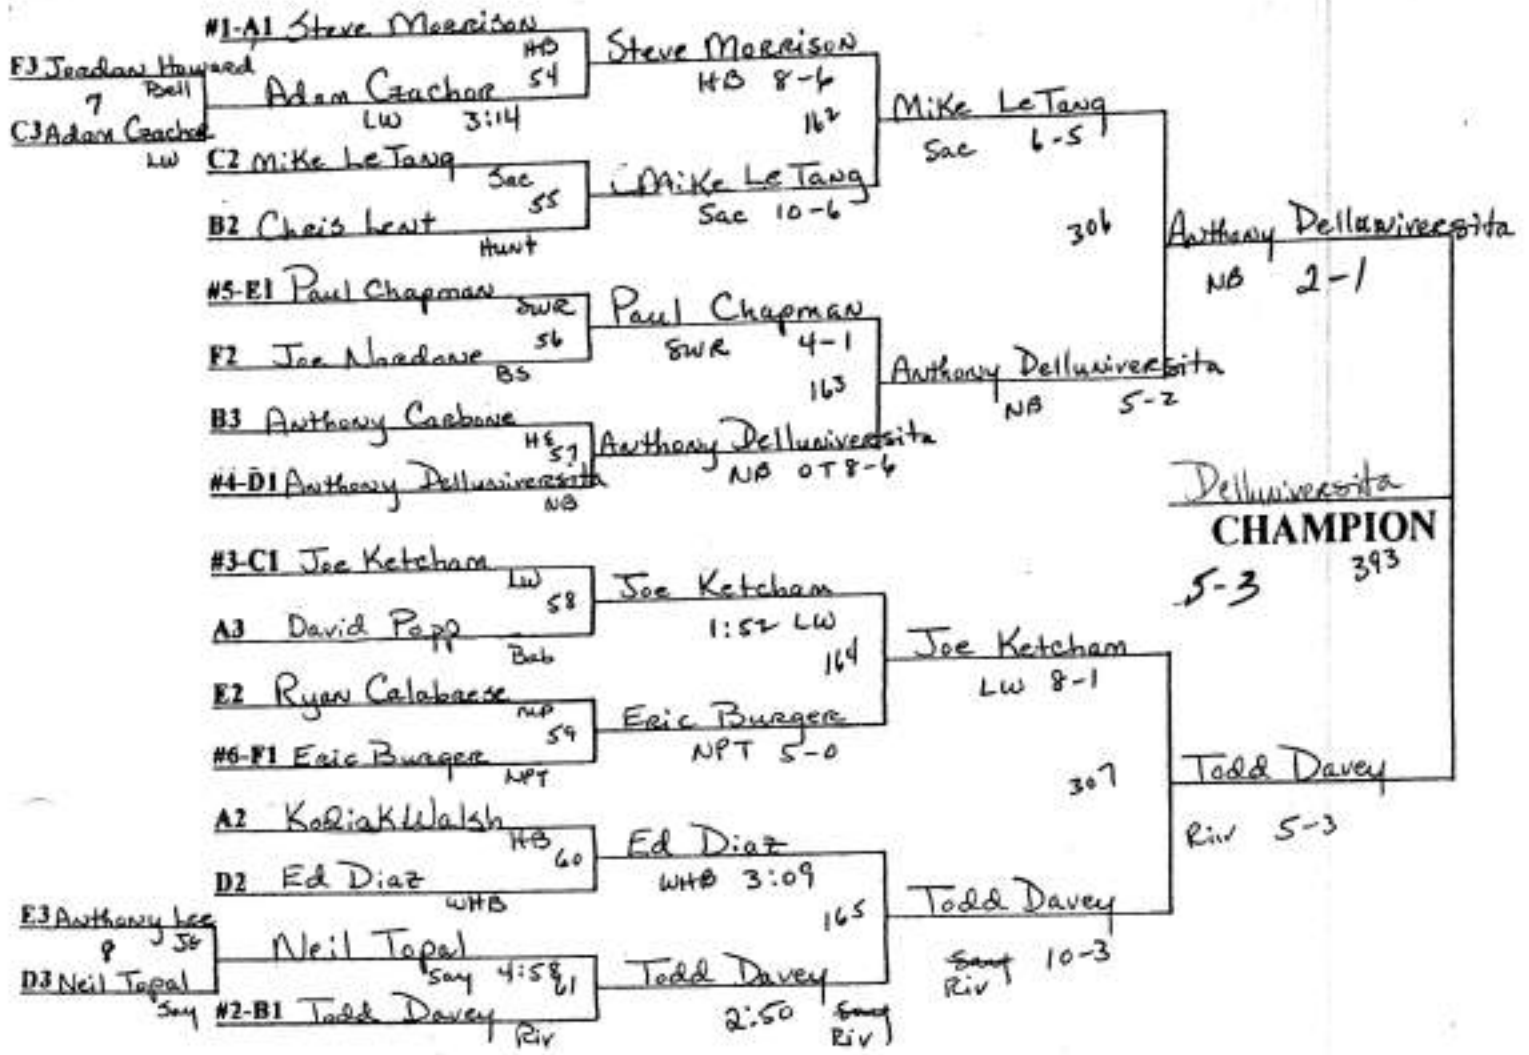 #1-A1 Steve Morrison
HB
Steve Morrison
F3 Jordan Howard
Bell
54
HB 8-6
7
Adam Czachor
LW 3:14
162
Mike LeTang
Sac 6-5
C3 Adam Czachor
LW
C2 Mike LeTang
Sac
Mike LeTang
55
Sac 10-6
B2 Chris Lent
Hunt
306
Anthony Delluniversita
NB 2-1
#5-E1 Paul Chapman
SWR
Paul Chapman
56
SWR 4-1
F2 Joe Nardone
BS
163
Anthony Delluniversita
NB 5-2
B3 Anthony Carbone
HE
57
Anthony Delluniversita
NB OT 8-6
#4-D1 Anthony Delluniversita
NB
Delluniversita
CHAMPION
393
5-3
#3-C1 Joe Ketcham
LW
58
Joe Ketcham
1:52 LW
A3 David Popp
Bab
164
Joe Ketcham
LW 8-1
E2 Ryan Calabrese
MP
59
Eric Burger
NPT 5-0
#6-F1 Eric Burger
NPT
307
Todd Davey
Riv 5-3
A2 Kodiak Walsh
HB
60
Ed Diaz
WHB 3:09
D2 Ed Diaz
WHB
165
Todd Davey
Say 10-3
Riv
E3 Anthony Lee
JG
8
Neil Topal
Say 4:58
61
Todd Davey
2:50 Say
Riv
D3 Neil Topal
Say
#2-B1 Todd Davey
Riv